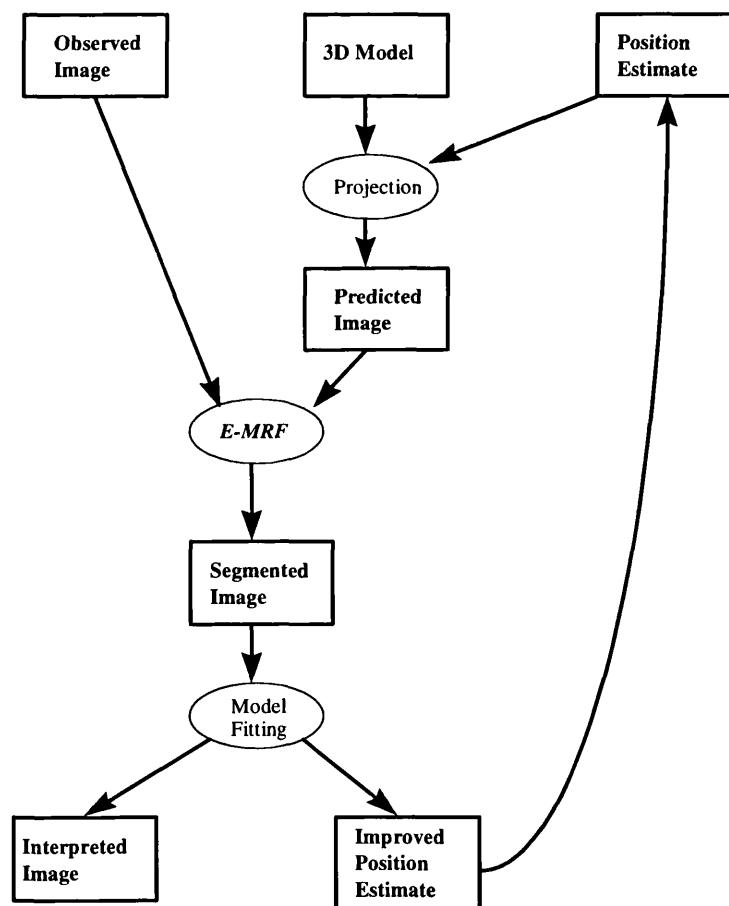 Observed
Image
3D Model
Position
Estimate
Projection
Predicted
Image
E-MRF
Segmented
Image
Model
Fitting
Interpreted
Image
Improved
Position
Estimate